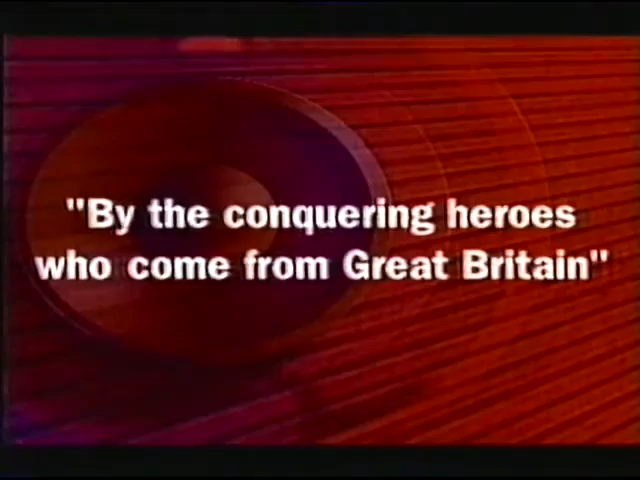 "By the conquering heroes
who come from Great Britain"